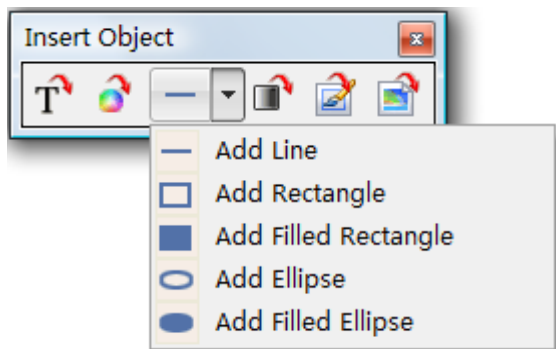 Insert Object
T
Add Line
Add Rectangle
Add Filled Rectangle
Add Ellipse
Add Filled Ellipse